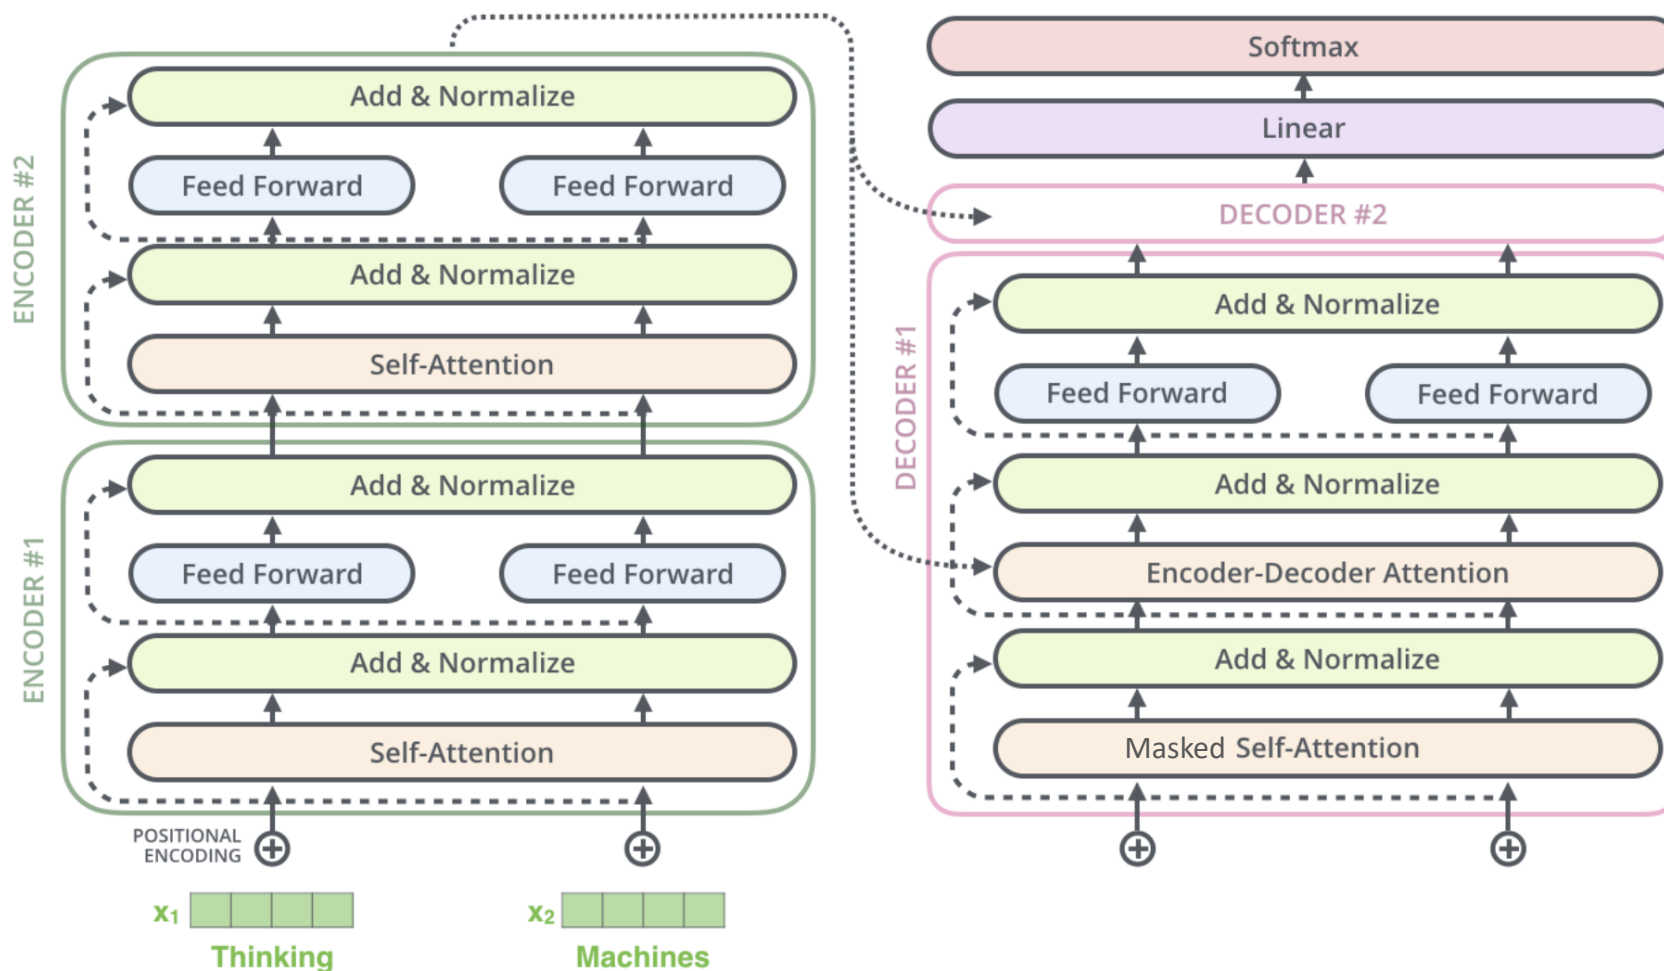 ENCODER #2
Add & Normalize
Feed Forward
Feed Forward
Add & Normalize
Self-Attention
ENCODER #1
Add & Normalize
Feed Forward
Feed Forward
Add & Normalize
Self-Attention
POSITIONAL
ENCODING
x₁
x₂
Thinking
Machines
Softmax
Linear
DECODER #2
DECODER #1
Add & Normalize
Feed Forward
Feed Forward
Add & Normalize
Encoder-Decoder Attention
Add & Normalize
Masked Self-Attention